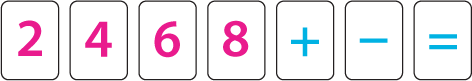 2 4 6 8 + − =